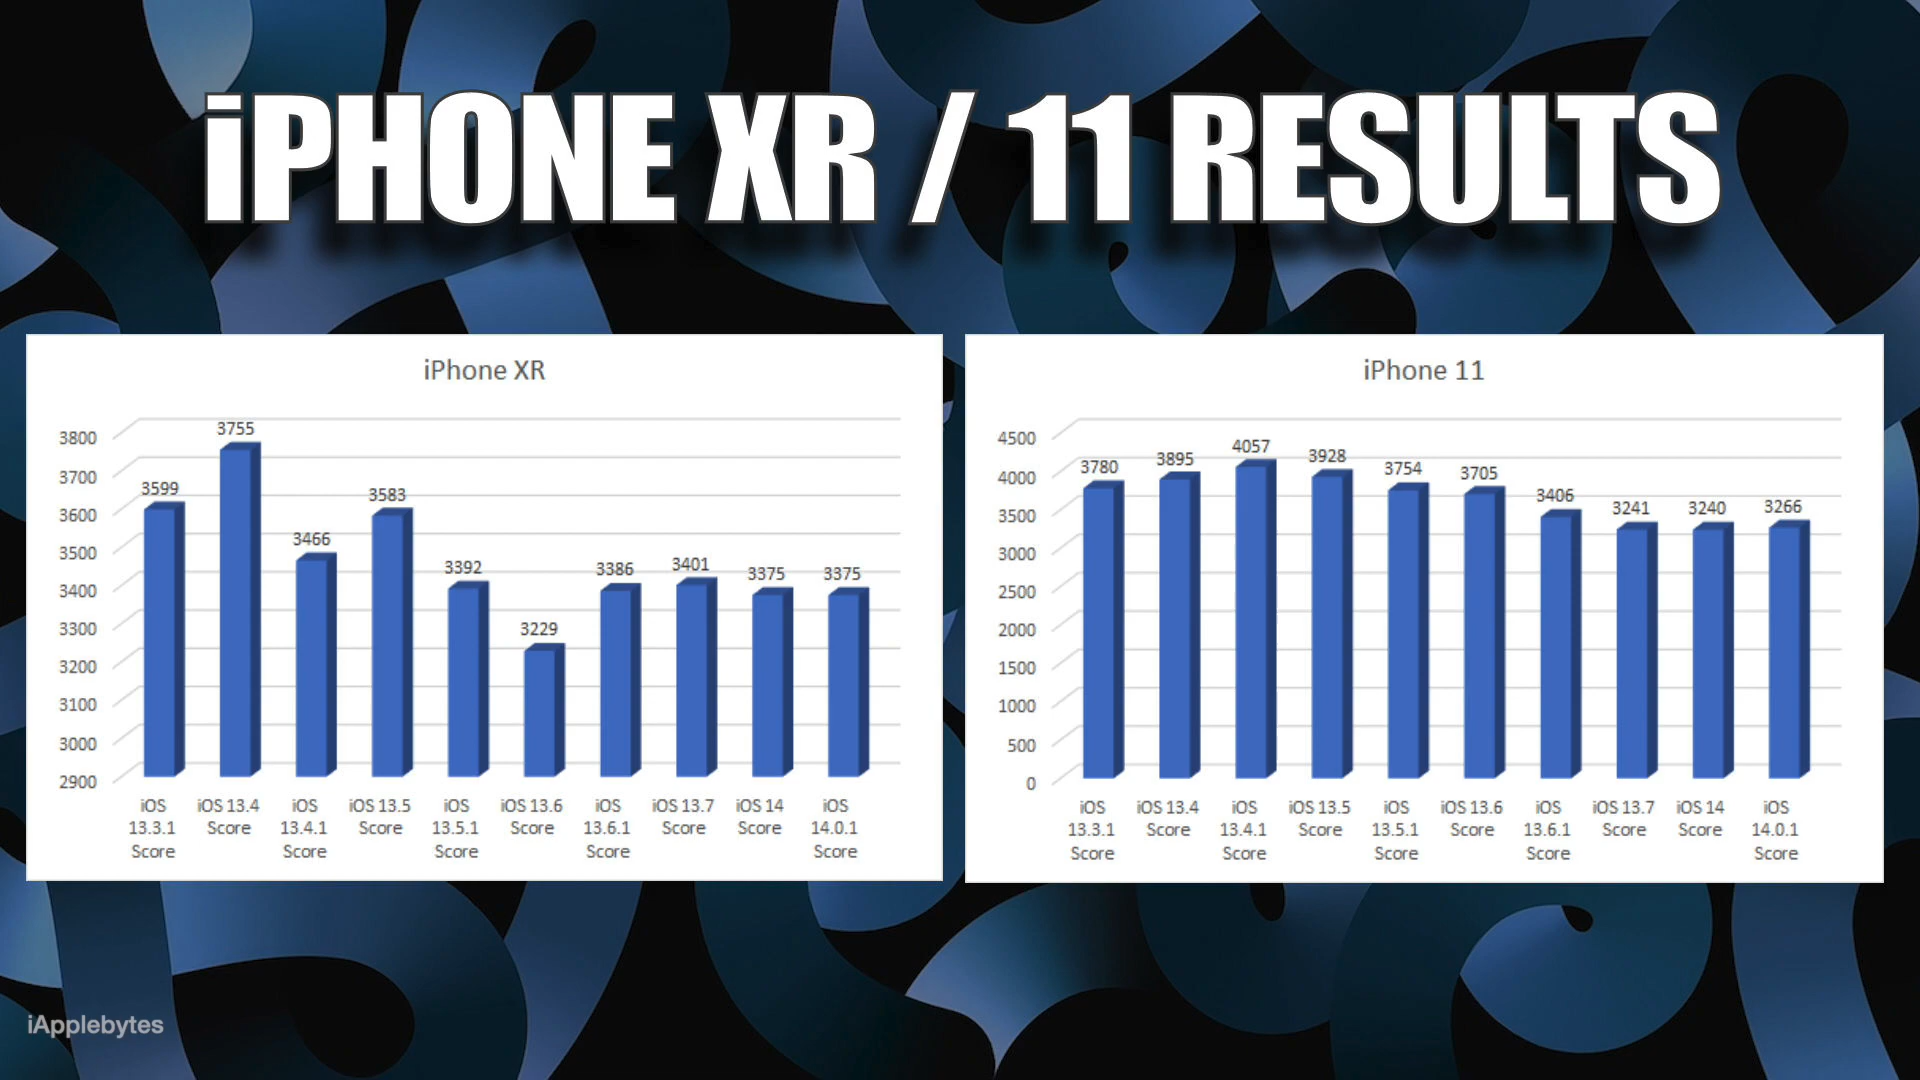 iPHONE XR / 11 RESULTS
iPhone XR
3800
3700
3600
3500
3400
3300
3200
3100
3000
2900
3599
3755
3466
3583
3392
3229
3386
3401
3375
3375
iOS 13.3.1 Score
iOS 13.4 Score
iOS 13.4.1 Score
iOS 13.5 Score
iOS 13.5.1 Score
iOS 13.6 Score
iOS 13.6.1 Score
iOS 13.7 Score
iOS 14 Score
iOS 14.0.1 Score
iPhone 11
4500
4000
3500
3000
2500
2000
1500
1000
500
0
3780
3895
4057
3928
3754
3705
3406
3241
3240
3266
iOS 13.3.1 Score
iOS 13.4 Score
iOS 13.4.1 Score
iOS 13.5 Score
iOS 13.5.1 Score
iOS 13.6 Score
iOS 13.6.1 Score
iOS 13.7 Score
iOS 14 Score
iOS 14.0.1 Score
iApplebytes